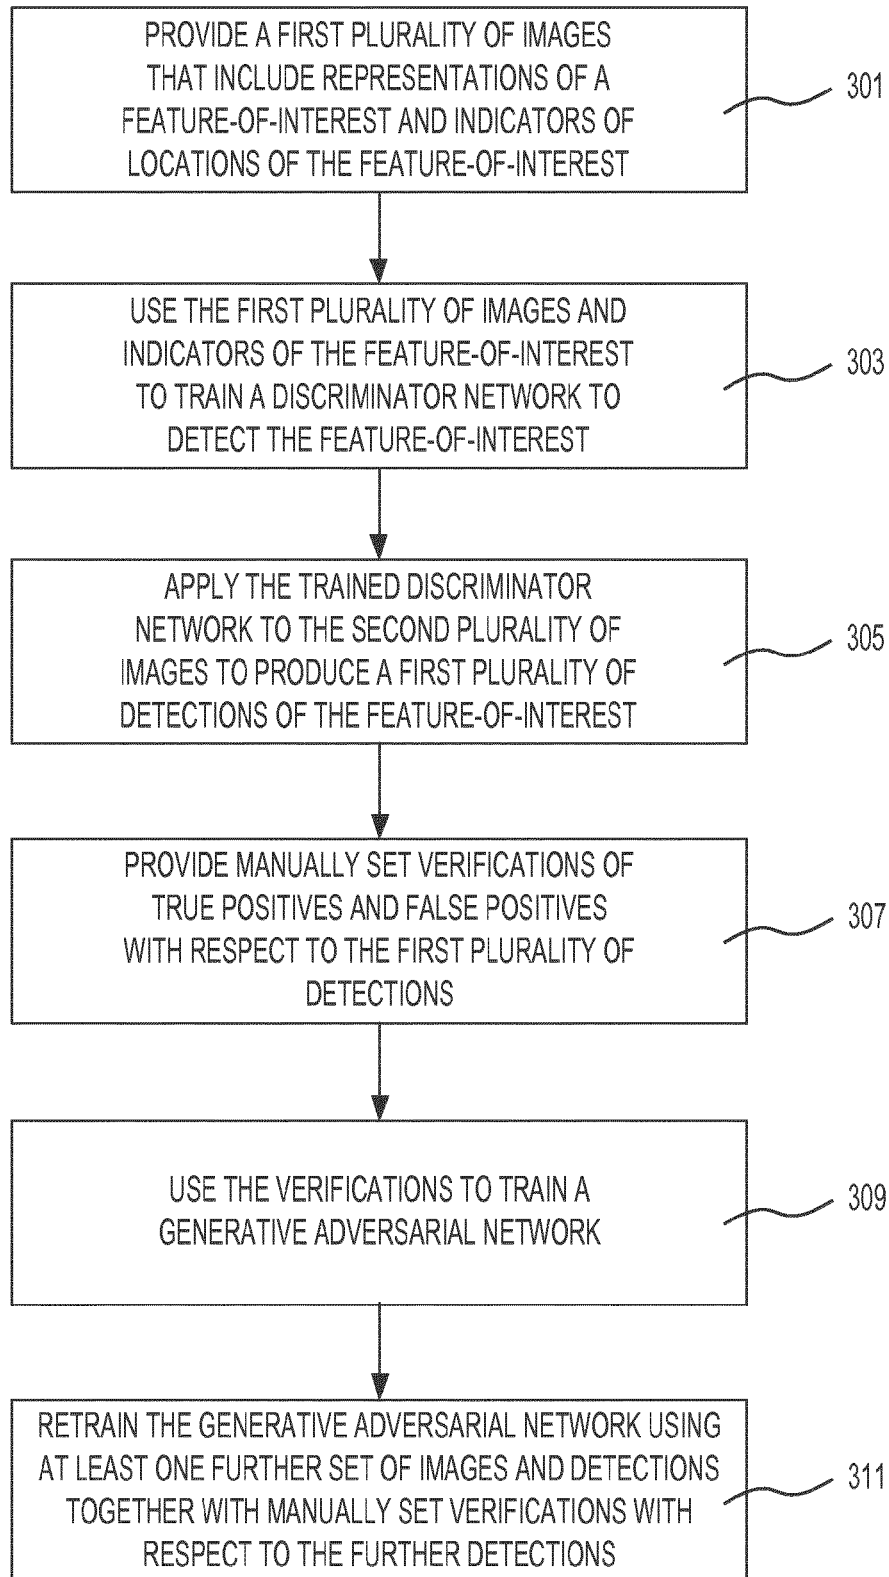 PROVIDE A FIRST PLURALITY OF IMAGES
THAT INCLUDE REPRESENTATIONS OF A
FEATURE-OF-INTEREST AND INDICATORS OF
LOCATIONS OF THE FEATURE-OF-INTEREST
301
USE THE FIRST PLURALITY OF IMAGES AND
INDICATORS OF THE FEATURE-OF-INTEREST
TO TRAIN A DISCRIMINATOR NETWORK TO
DETECT THE FEATURE-OF-INTEREST
303
APPLY THE TRAINED DISCRIMINATOR
NETWORK TO THE SECOND PLURALITY OF
IMAGES TO PRODUCE A FIRST PLURALITY OF
DETECTIONS OF THE FEATURE-OF-INTEREST
305
PROVIDE MANUALLY SET VERIFICATIONS OF
TRUE POSITIVES AND FALSE POSITIVES
WITH RESPECT TO THE FIRST PLURALITY OF
DETECTIONS
307
USE THE VERIFICATIONS TO TRAIN A
GENERATIVE ADVERSARIAL NETWORK
309
RETRAIN THE GENERATIVE ADVERSARIAL NETWORK USING
AT LEAST ONE FURTHER SET OF IMAGES AND DETECTIONS
TOGETHER WITH MANUALLY SET VERIFICATIONS WITH
RESPECT TO THE FURTHER DETECTIONS
311